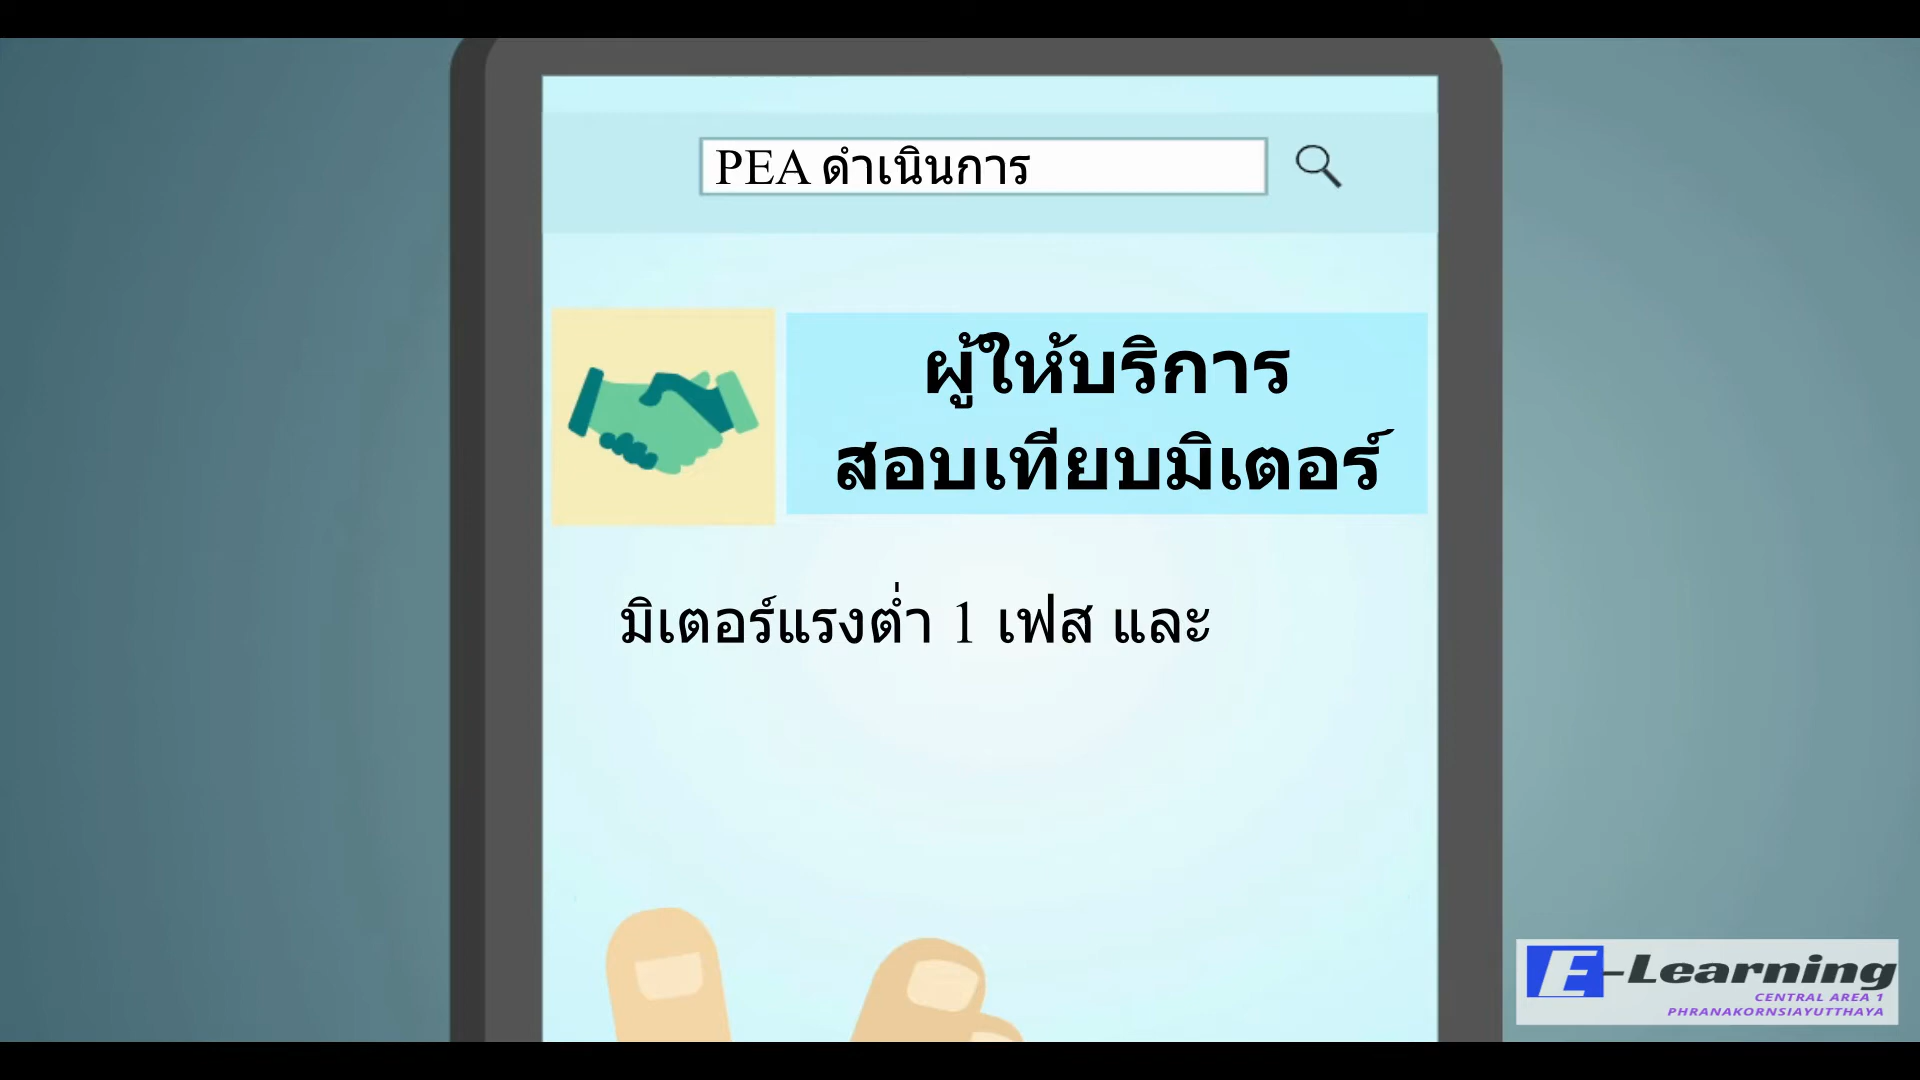 PEA ดำเนินการ
ผู้ให้บริการ
สอบเทียบมิเตอร์
มิเตอร์แรงต่ำ 1 เฟส และ
E-Learning
CENTRAL AREA 1
PHRANAKORNSIAYUTTHAYA